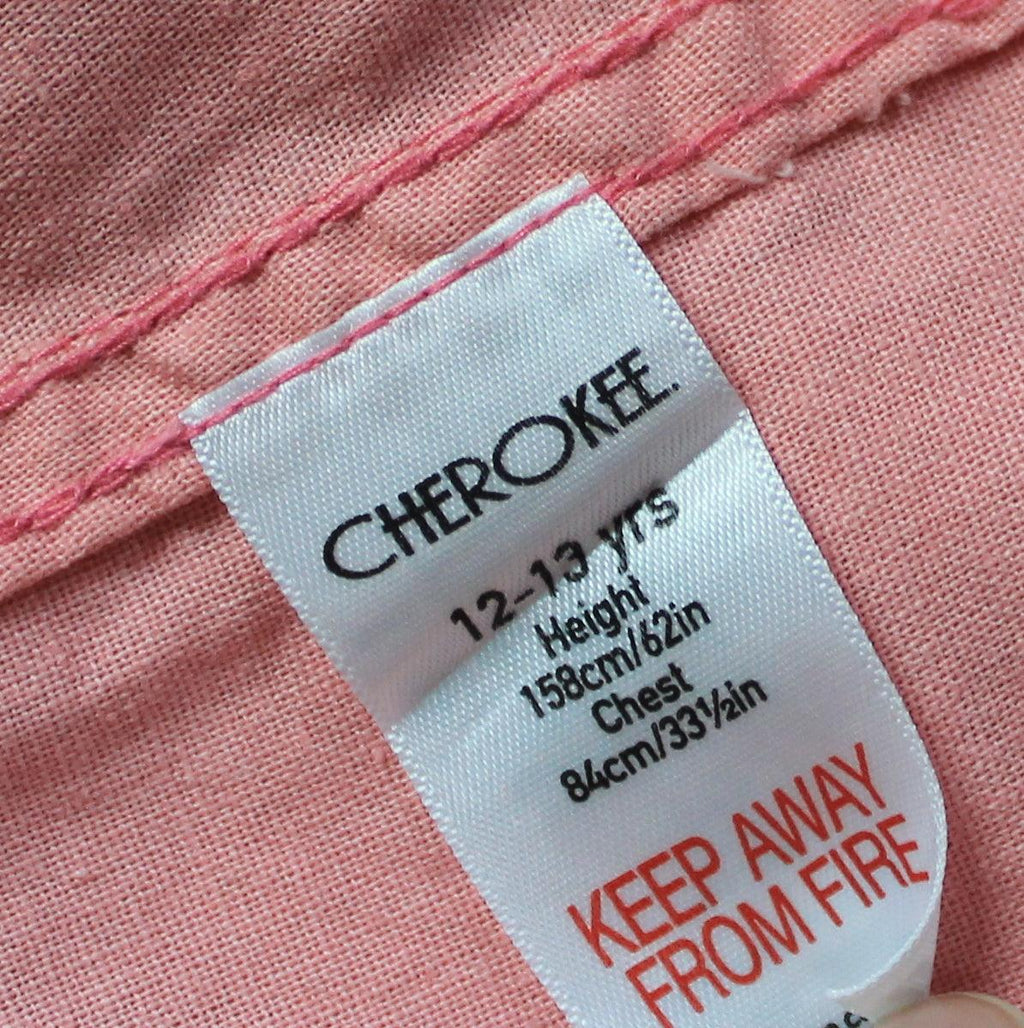 CHEROKEE.
12-13 yrs
Height
158cm/62in
Chest
84cm/33½in
KEEP AWAY
FROM FIRE